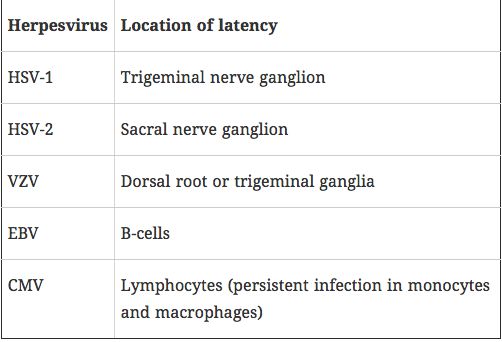 Herpesvirus Location of latency
HSV-1 Trigeminal nerve ganglion
HSV-2 Sacral nerve ganglion
VZV Dorsal root or trigeminal ganglia
EBV B-cells
CMV Lymphocytes (persistent infection in monocytes
and macrophages)